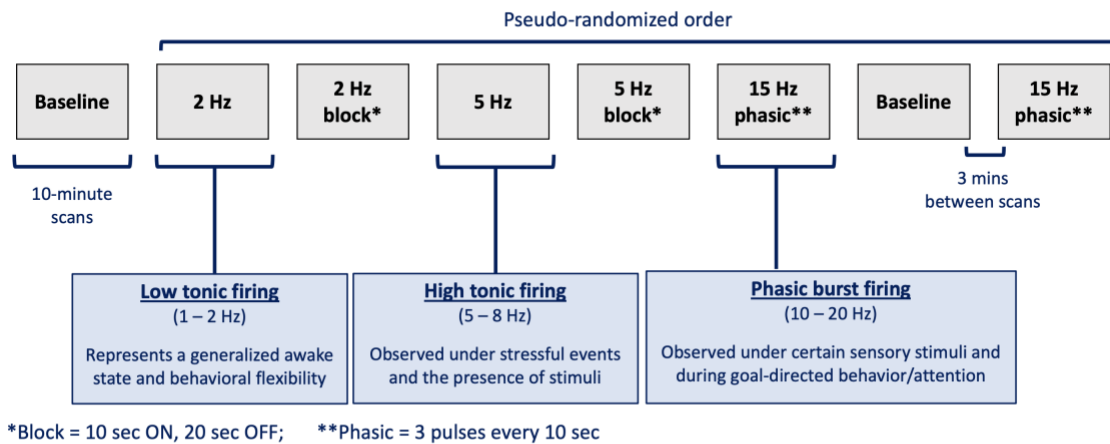 Pseudo-randomized order
Baseline
2 Hz
2 Hz
block*
5 Hz
5 Hz
block*
15 Hz
phasic**
Baseline
15 Hz
phasic**
10-minute
scans
3 mins
between scans
Low tonic firing
(1 – 2 Hz)
Represents a generalized awake
state and behavioral flexibility
High tonic firing
(5 – 8 Hz)
Observed under stressful events
and the presence of stimuli
Phasic burst firing
(10 – 20 Hz)
Observed under certain sensory stimuli and
during goal-directed behavior/attention
*Block = 10 sec ON, 20 sec OFF; **Phasic = 3 pulses every 10 sec